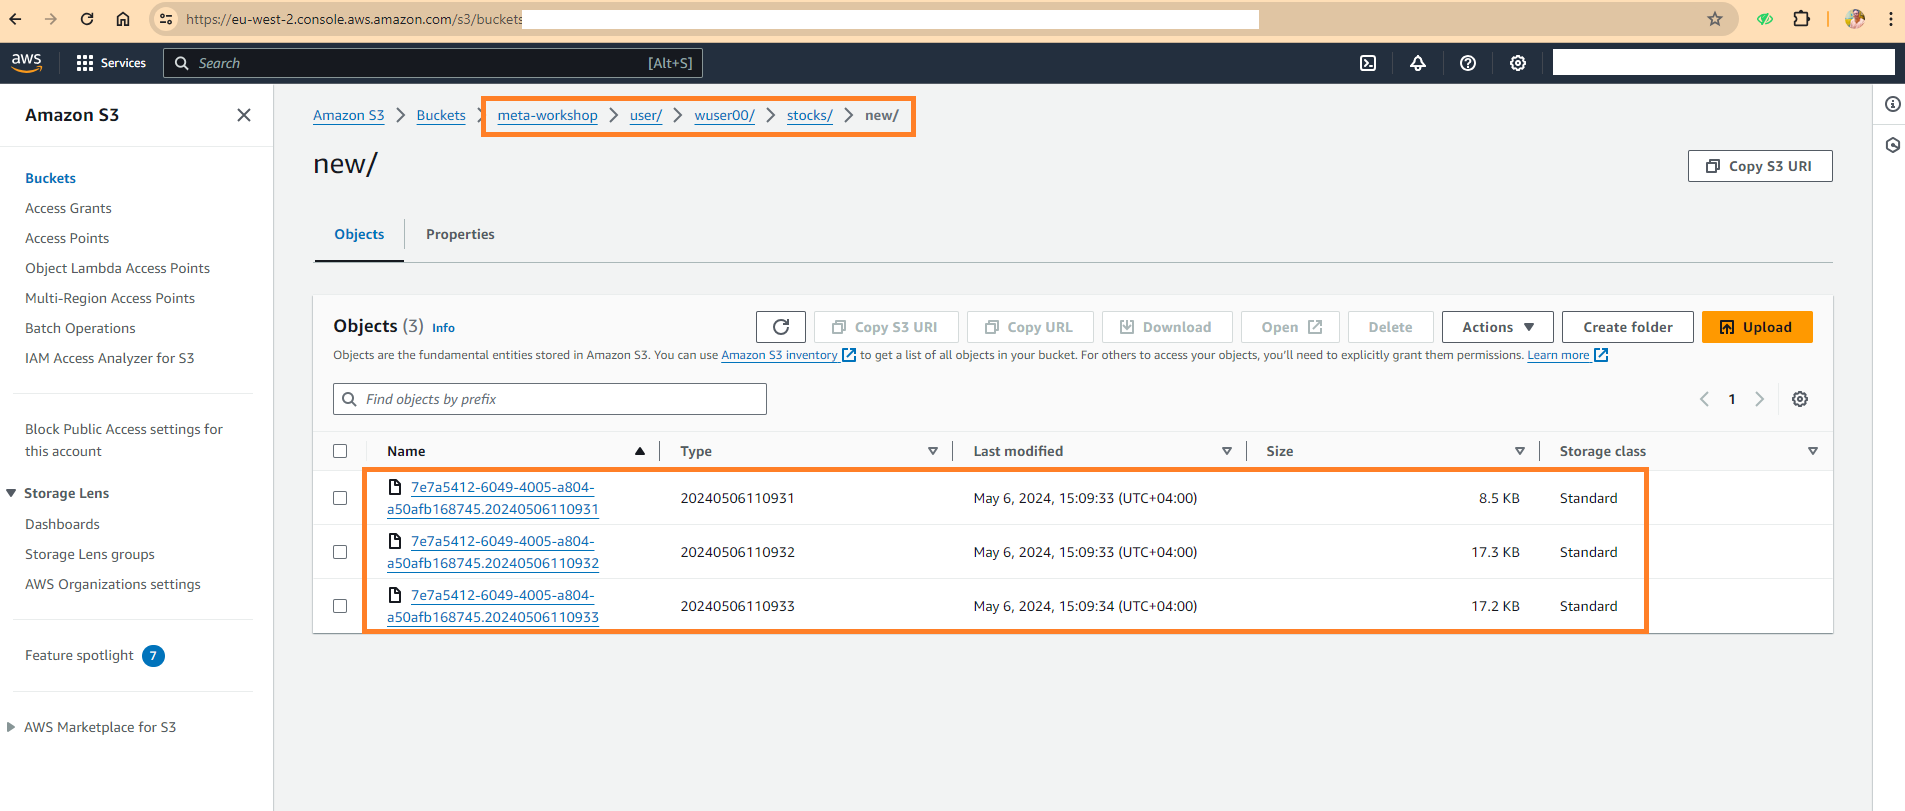 https://eu-west-2.console.aws.amazon.com/s3/buckets
aws
Services
Search
[Alt+S]
Amazon S3
Amazon S3
Buckets
meta-workshop
user/
wuser00/
stocks/
new/
new/
Copy S3 URI
Buckets
Access Grants
Access Points
Object Lambda Access Points
Multi-Region Access Points
Batch Operations
IAM Access Analyzer for S3
Block Public Access settings for
this account
Storage Lens
Dashboards
Storage Lens groups
AWS Organizations settings
Feature spotlight 7
AWS Marketplace for S3
Objects
Properties
Objects (3) Info
Copy S3 URI
Copy URL
Download
Open
Delete
Actions
Create folder
Upload
Objects are the fundamental entities stored in Amazon S3. You can use Amazon S3 inventory to get a list of all objects in your bucket. For others to access your objects, you'll need to explicitly grant them permissions. Learn more
Find objects by prefix
1
Name Type Last modified Size Storage class
7e7a5412-6049-4005-a804-
a50afb168745.20240506110931
20240506110931 May 6, 2024, 15:09:33 (UTC+04:00) 8.5 KB Standard
7e7a5412-6049-4005-a804-
a50afb168745.20240506110932
20240506110932 May 6, 2024, 15:09:33 (UTC+04:00) 17.3 KB Standard
7e7a5412-6049-4005-a804-
a50afb168745.20240506110933
20240506110933 May 6, 2024, 15:09:34 (UTC+04:00) 17.2 KB Standard